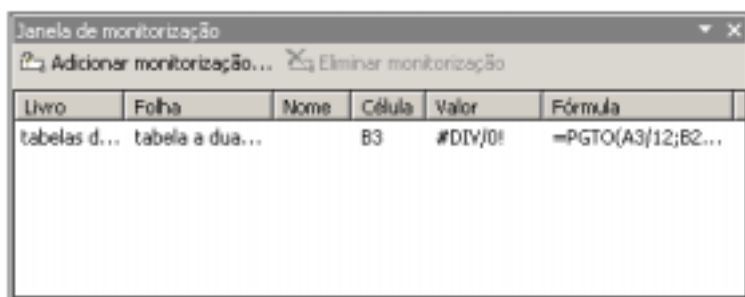 Janela de monitorização
Adicionar monitorização... Eliminar monitorização
Livro Folha Nome Célula Valor Fórmula
tabelas d... tabela a dua... B3 #DIV/0! =PGTO(A3/12;B2...